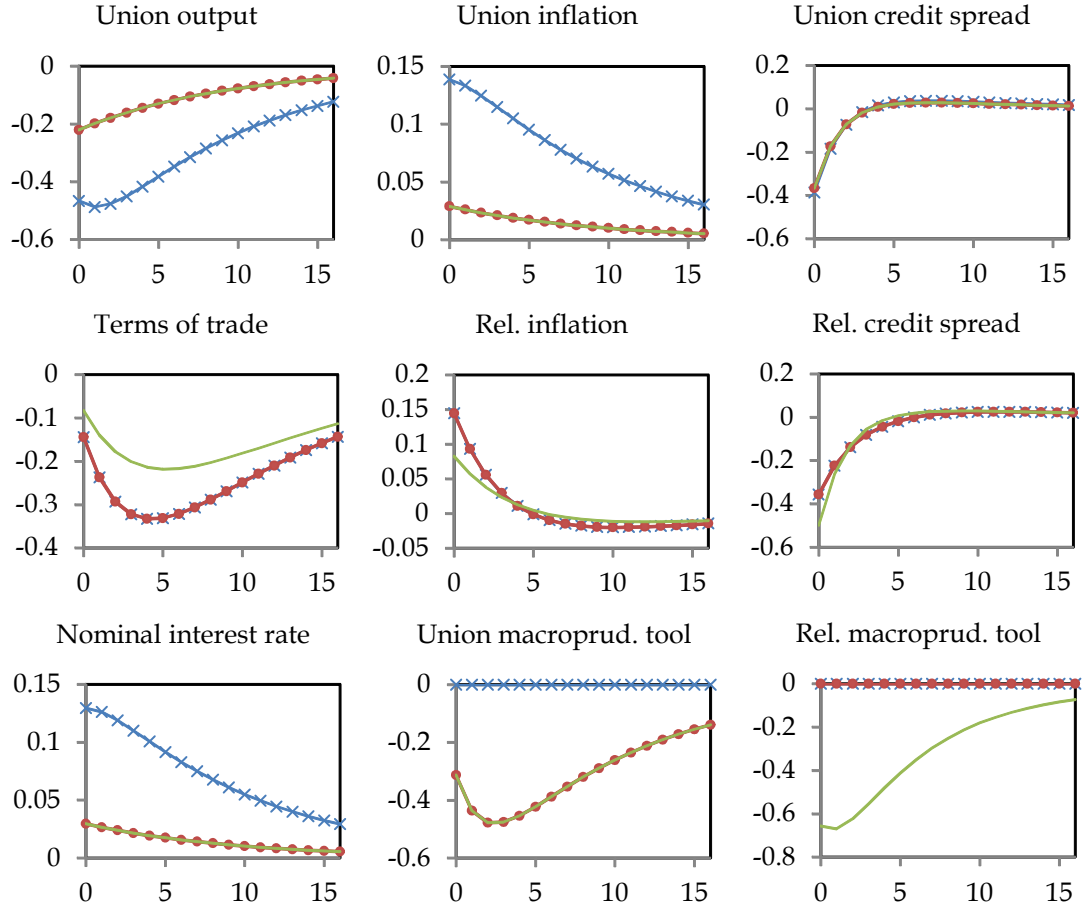 Union output
0
-0.2
-0.4
-0.6
0 5 10 15
Union inflation
0.15
0.1
0.05
0
0 5 10 15
Union credit spread
0.2
0
-0.2
-0.4
-0.6
0 5 10 15
Terms of trade
0
-0.1
-0.2
-0.3
-0.4
0 5 10 15
Rel. inflation
0.2
0.15
0.1
0.05
0
-0.05
0 5 10 15
Rel. credit spread
0.2
0
-0.2
-0.4
-0.6
0 5 10 15
Nominal interest rate
0.15
0.1
0.05
0
0 5 10 15
Union macroprud. tool
0
-0.2
-0.4
-0.6
0 5 10 15
Rel. macroprud. tool
0
-0.2
-0.4
-0.6
-0.8
0 5 10 15